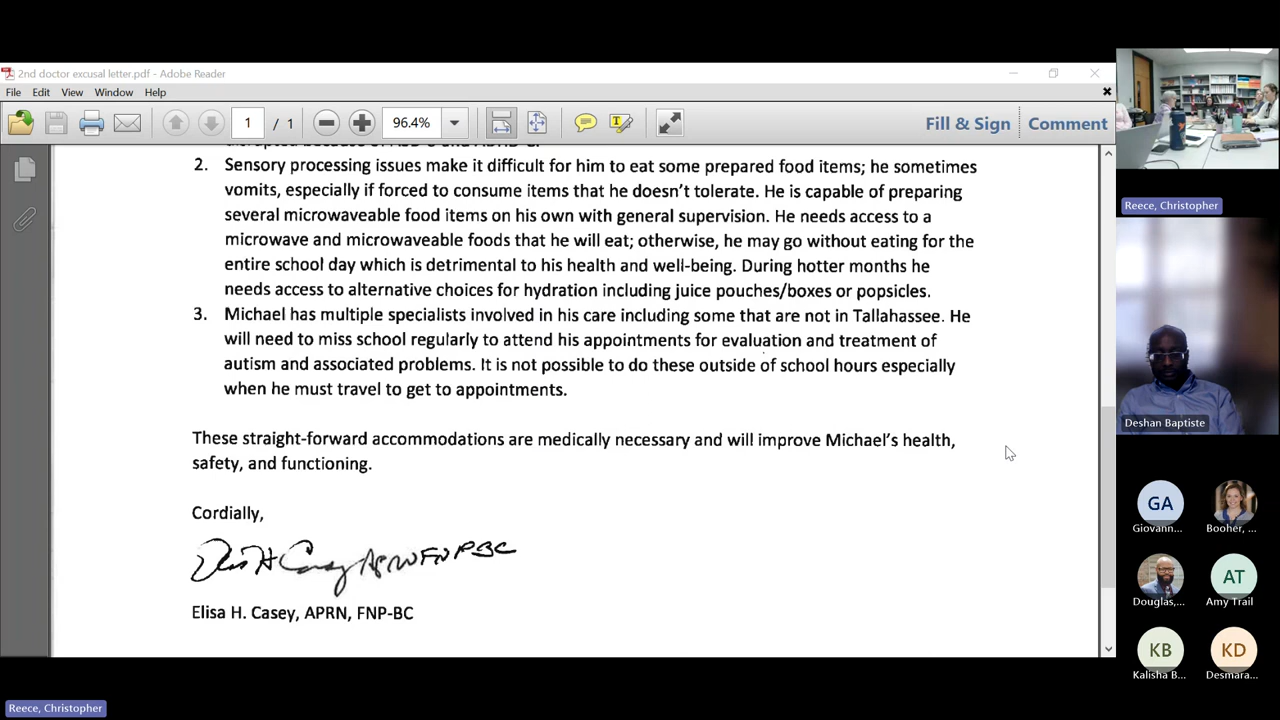 2nd doctor excusal letter.pdf - Adobe Reader
File Edit View Window Help
1 / 1 96.4% Fill & Sign Comment
2. Sensory processing issues make it difficult for him to eat some prepared food items; he sometimes
vomits, especially if forced to consume items that he doesn't tolerate. He is capable of preparing
several microwaveable food items on his own with general supervision. He needs access to a
microwave and microwaveable foods that he will eat; otherwise, he may go without eating for the
entire school day which is detrimental to his health and well-being. During hotter months he
needs access to alternative choices for hydration including juice pouches/boxes or popsicles.
3. Michael has multiple specialists involved in his care including some that are not in Tallahassee. He
will need to miss school regularly to attend his appointments for evaluation and treatment of
autism and associated problems. It is not possible to do these outside of school hours especially
when he must travel to get to appointments.
These straight-forward accommodations are medically necessary and will improve Michael's health,
safety, and functioning.
Cordially,
APRN FNP-BC
Elisa H. Casey, APRN, FNP-BC
Reece, Christopher
Reece, Christopher
Deshan Baptiste
GA
Giovann...
Booher, ...
Douglas,...
AT
Amy Trail
KB
Kalisha B...
KD
Desmara...